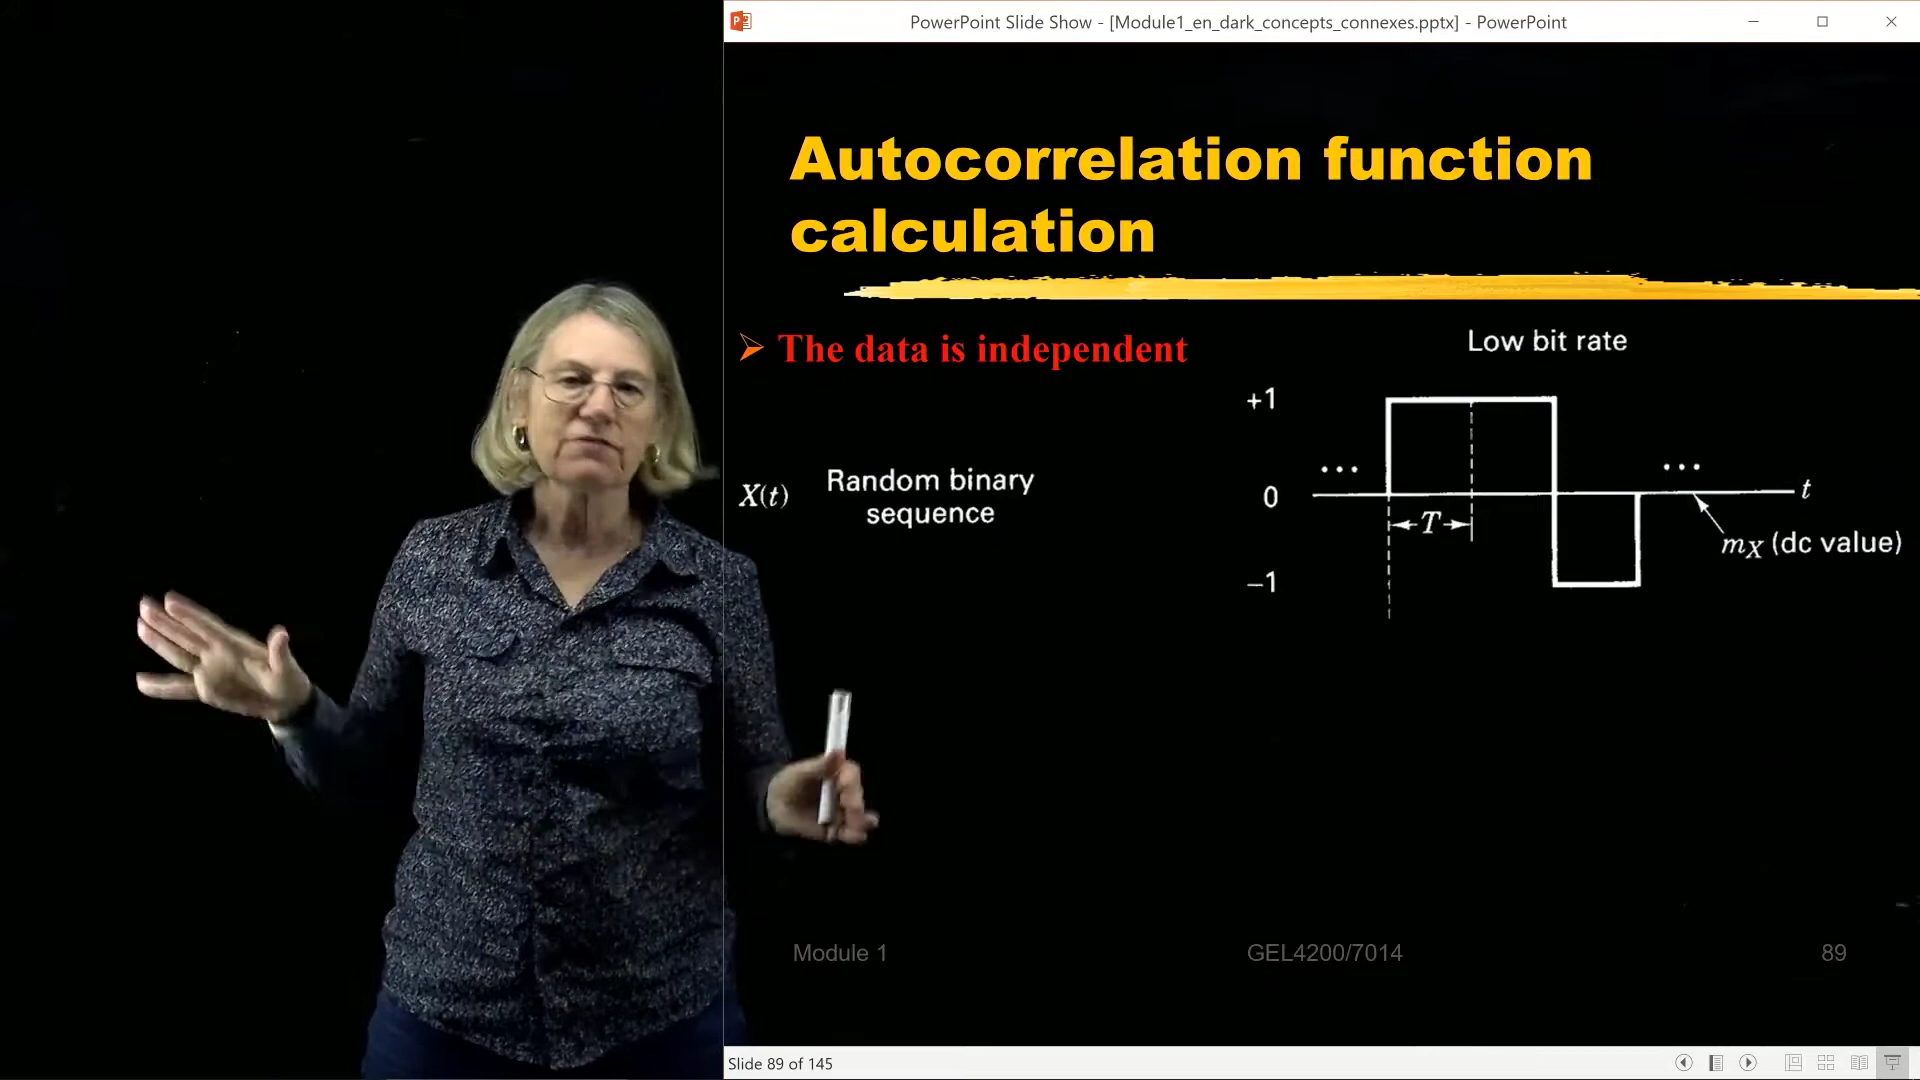 PowerPoint Slide Show - [Module1_en_dark_concepts_connexes.pptx] - PowerPoint
Autocorrelation function
calculation
➢ The data is independent
Low bit rate
+1
X(t)
Random binary
sequence
...
...
0
t
T
mX (dc value)
–1
Module 1
GEL4200/7014
89
Slide 89 of 145